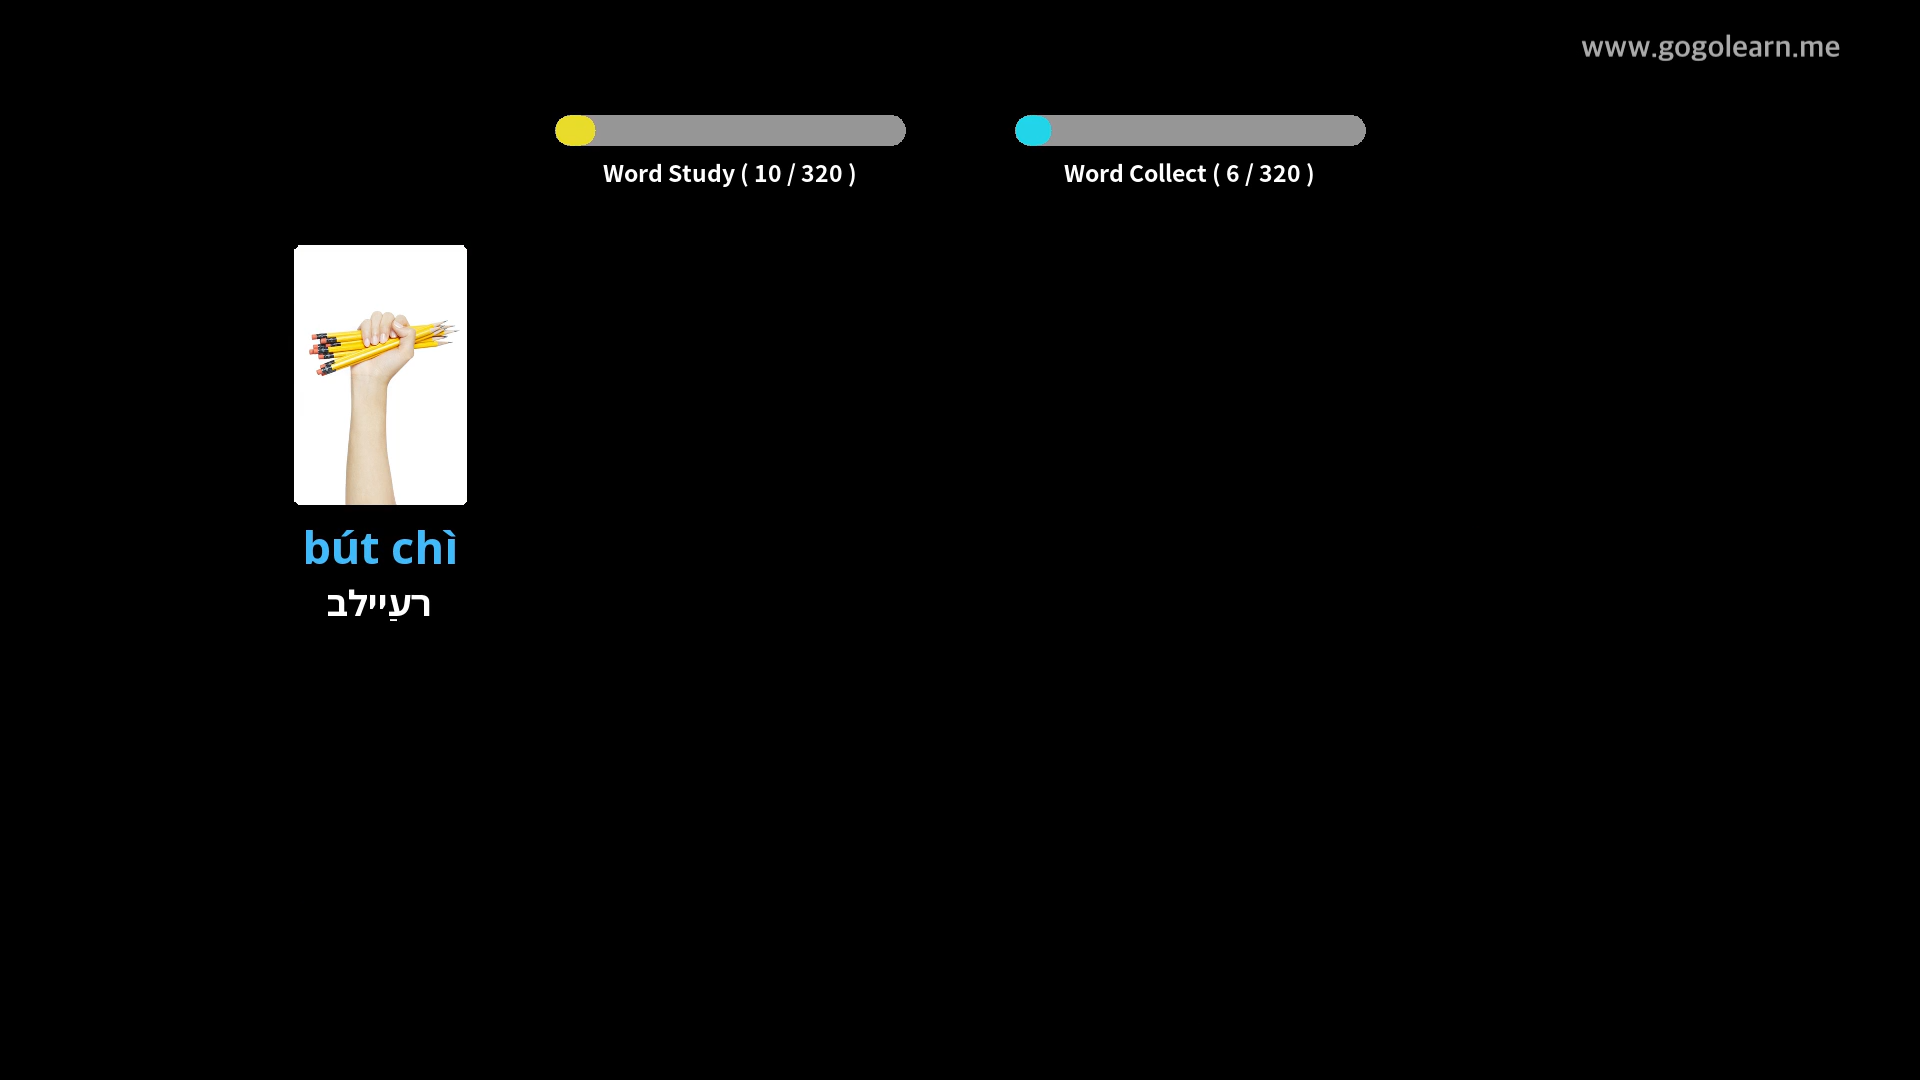 www.gogolearn.me
Word Study ( 10 / 320 )
Word Collect ( 6 / 320 )
bút chì
רעַיילב